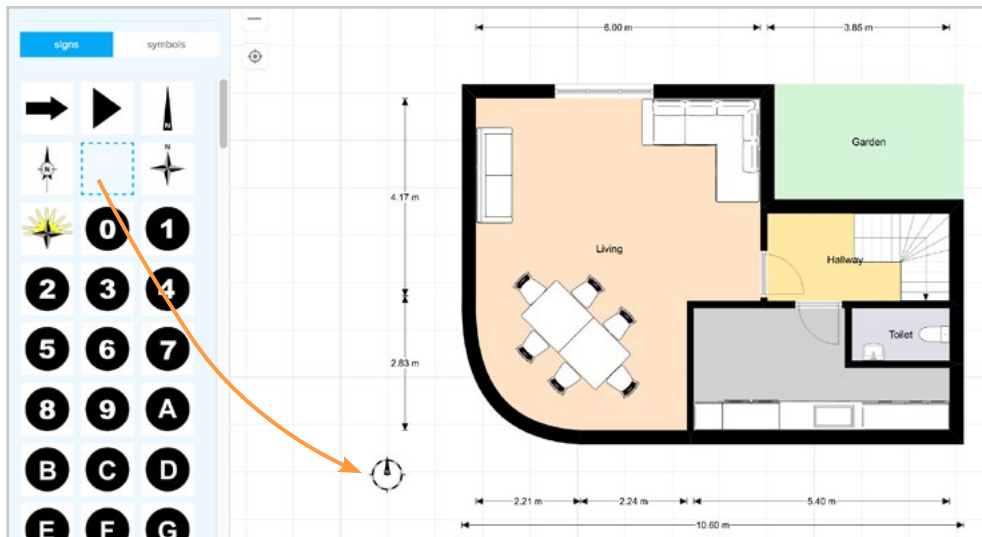 signs symbols
N
N N
0 1
2 3 4
5 6 7
8 9 A
B C D
E F G
6.00 m 3.85 m
Garden
4.17 m
Living
Hallway
Toilet
2.83 m
2.21 m 2.24 m 5.40 m
10.60 m